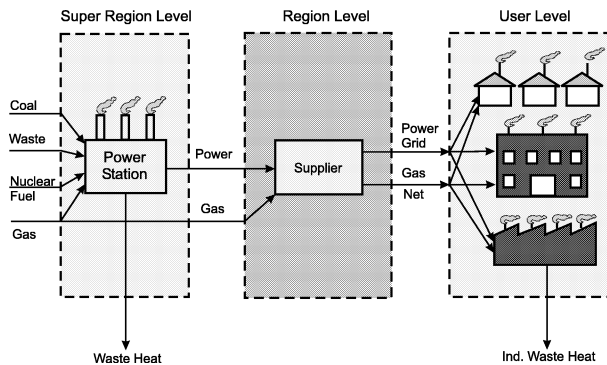 Super Region Level
Region Level
User Level
Coal
Waste
Nuclear
Fuel
Gas
Power
Station
Power
Gas
Supplier
Power
Grid
Gas
Net
Waste Heat
Ind. Waste Heat